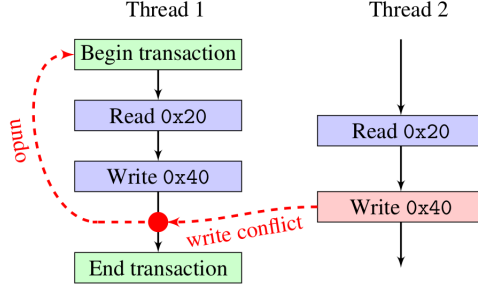 Thread 1
Thread 2
Begin transaction
Read 0x20
Write 0x40
End transaction
undo
write conflict
Read 0x20
Write 0x40